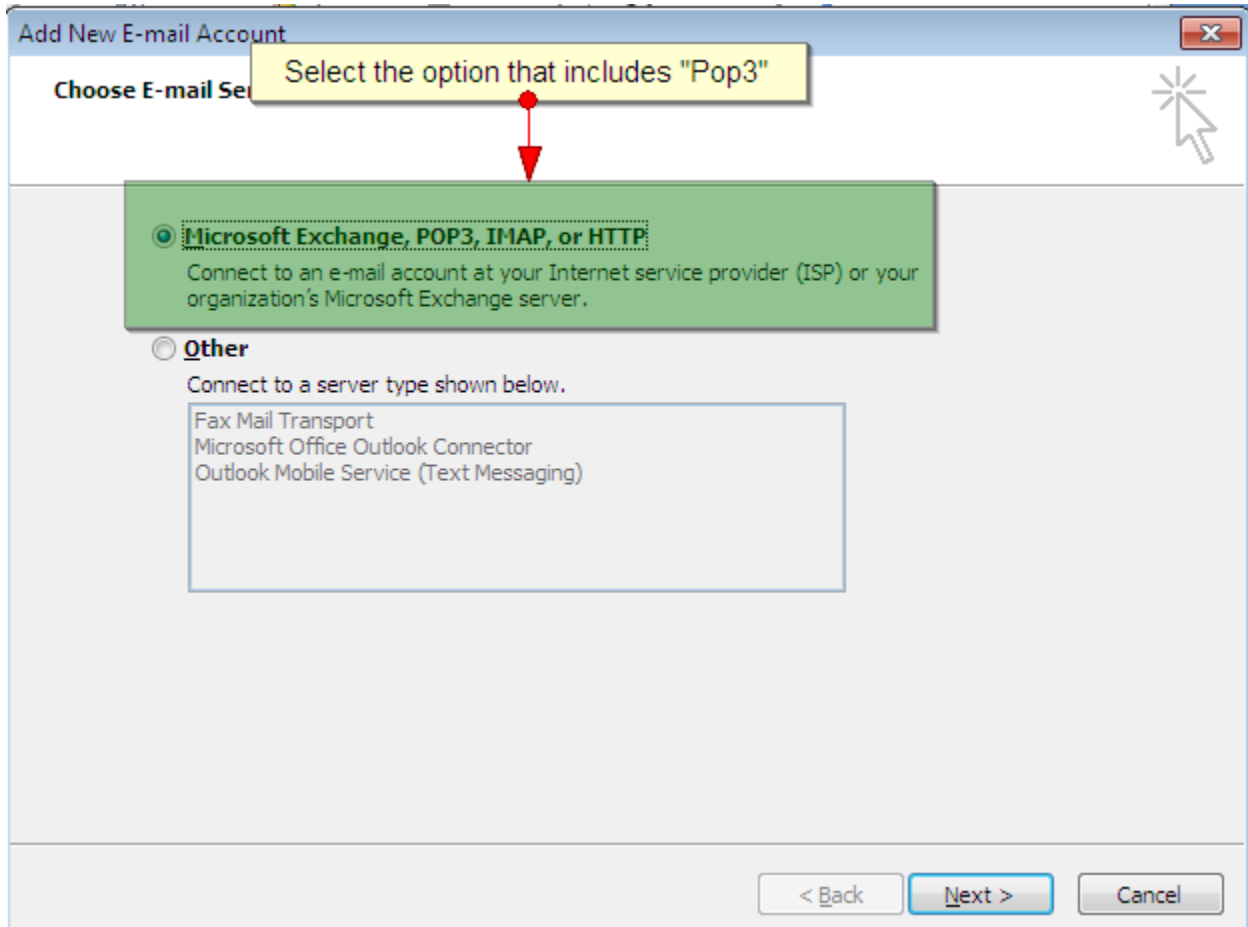 Add New E-mail Account
Select the option that includes "Pop3"
Choose E-mail
Microsoft Exchange, POP3, IMAP, or HTTP
Connect to an e-mail account at your Internet service provider (ISP) or your
organization's Microsoft Exchange server.
Other
Connect to a server type shown below.
Fax Mail Transport
Microsoft Office Outlook Connector
Outlook Mobile Service (Text Messaging)
< Back
Next >
Cancel